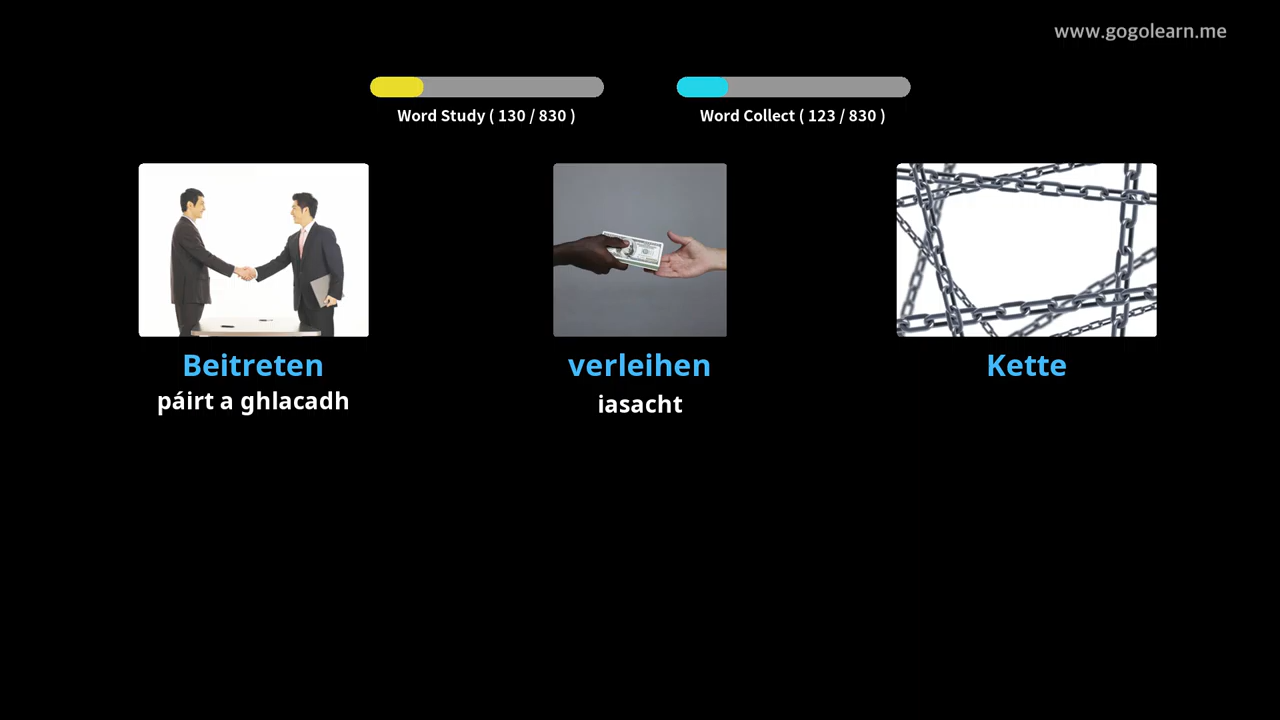 www.gogolearn.me
Word Study ( 130 / 830 )
Word Collect ( 123 / 830 )
Beitreten
páirt a ghlacadh
verleihen
iasacht
Kette